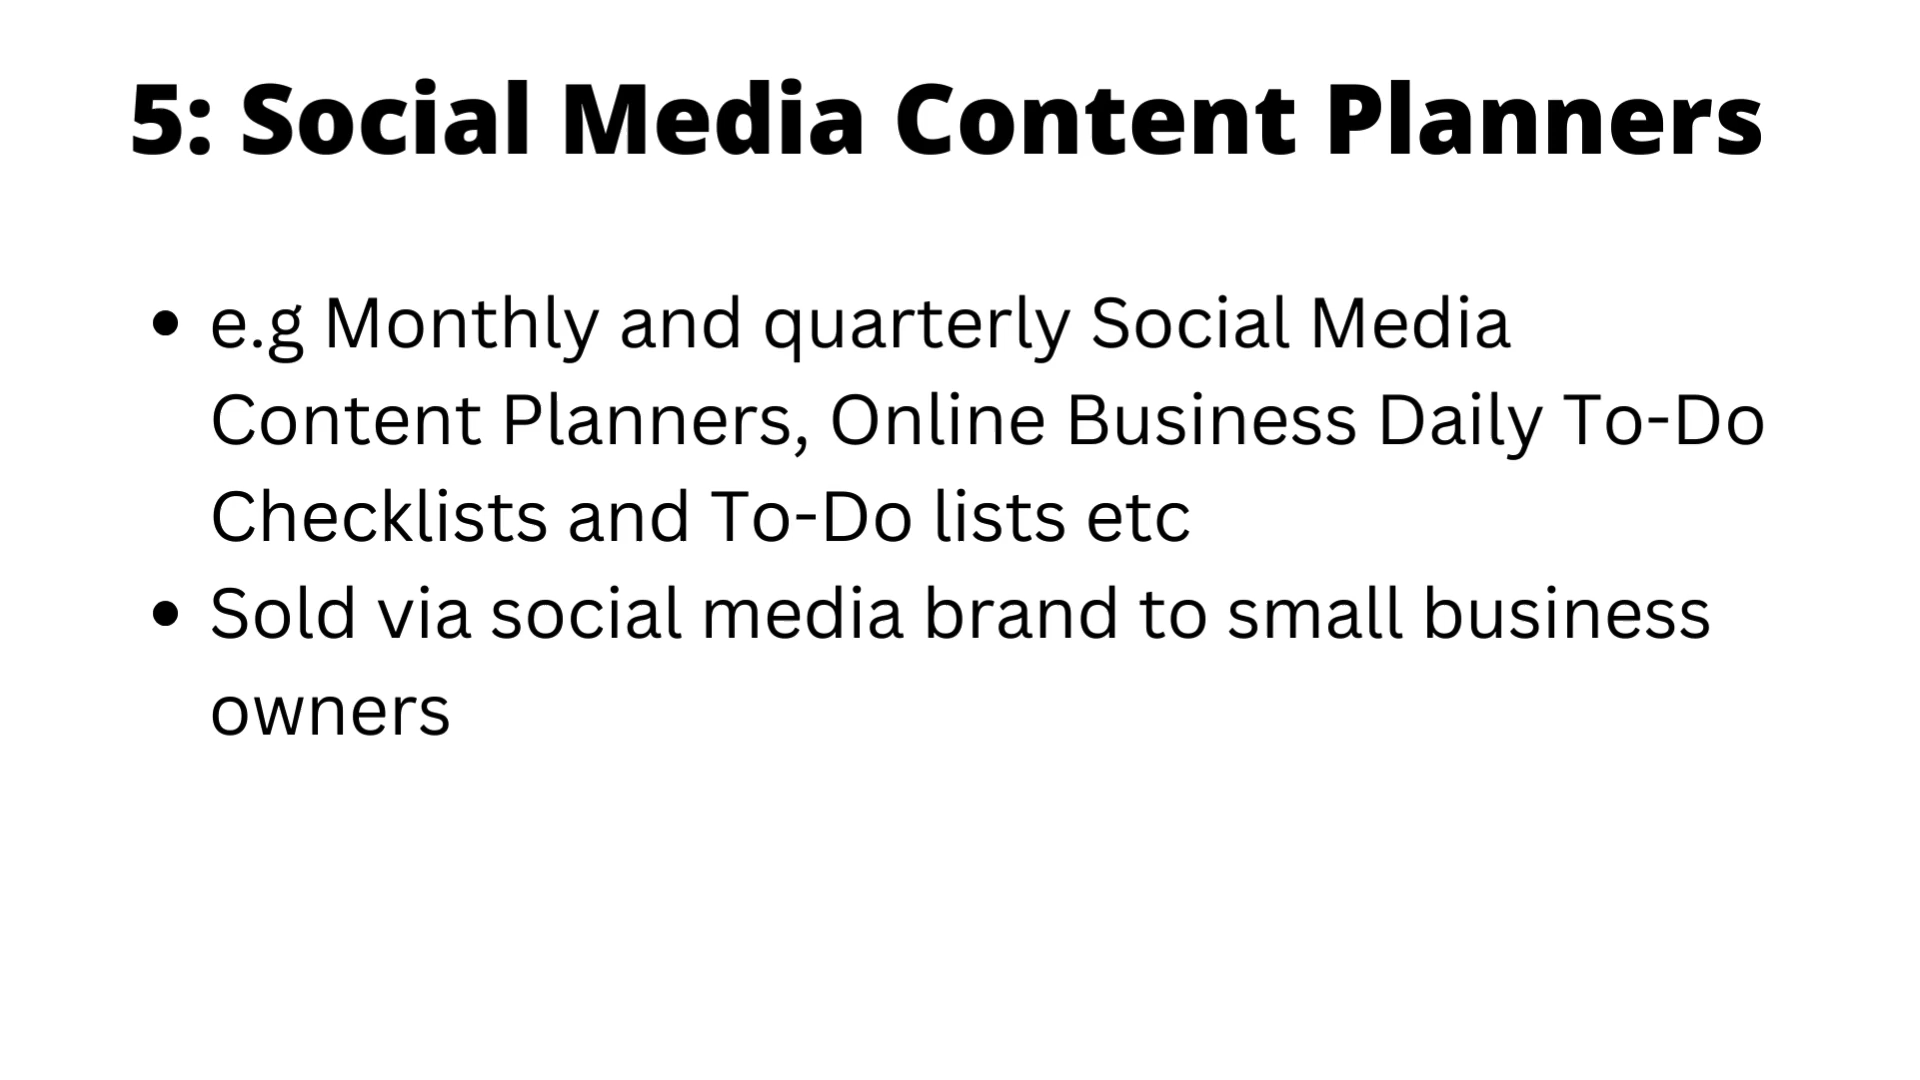 5: Social Media Content Planners
• e.g Monthly and quarterly Social Media
Content Planners, Online Business Daily To-Do
Checklists and To-Do lists etc
• Sold via social media brand to small business
owners